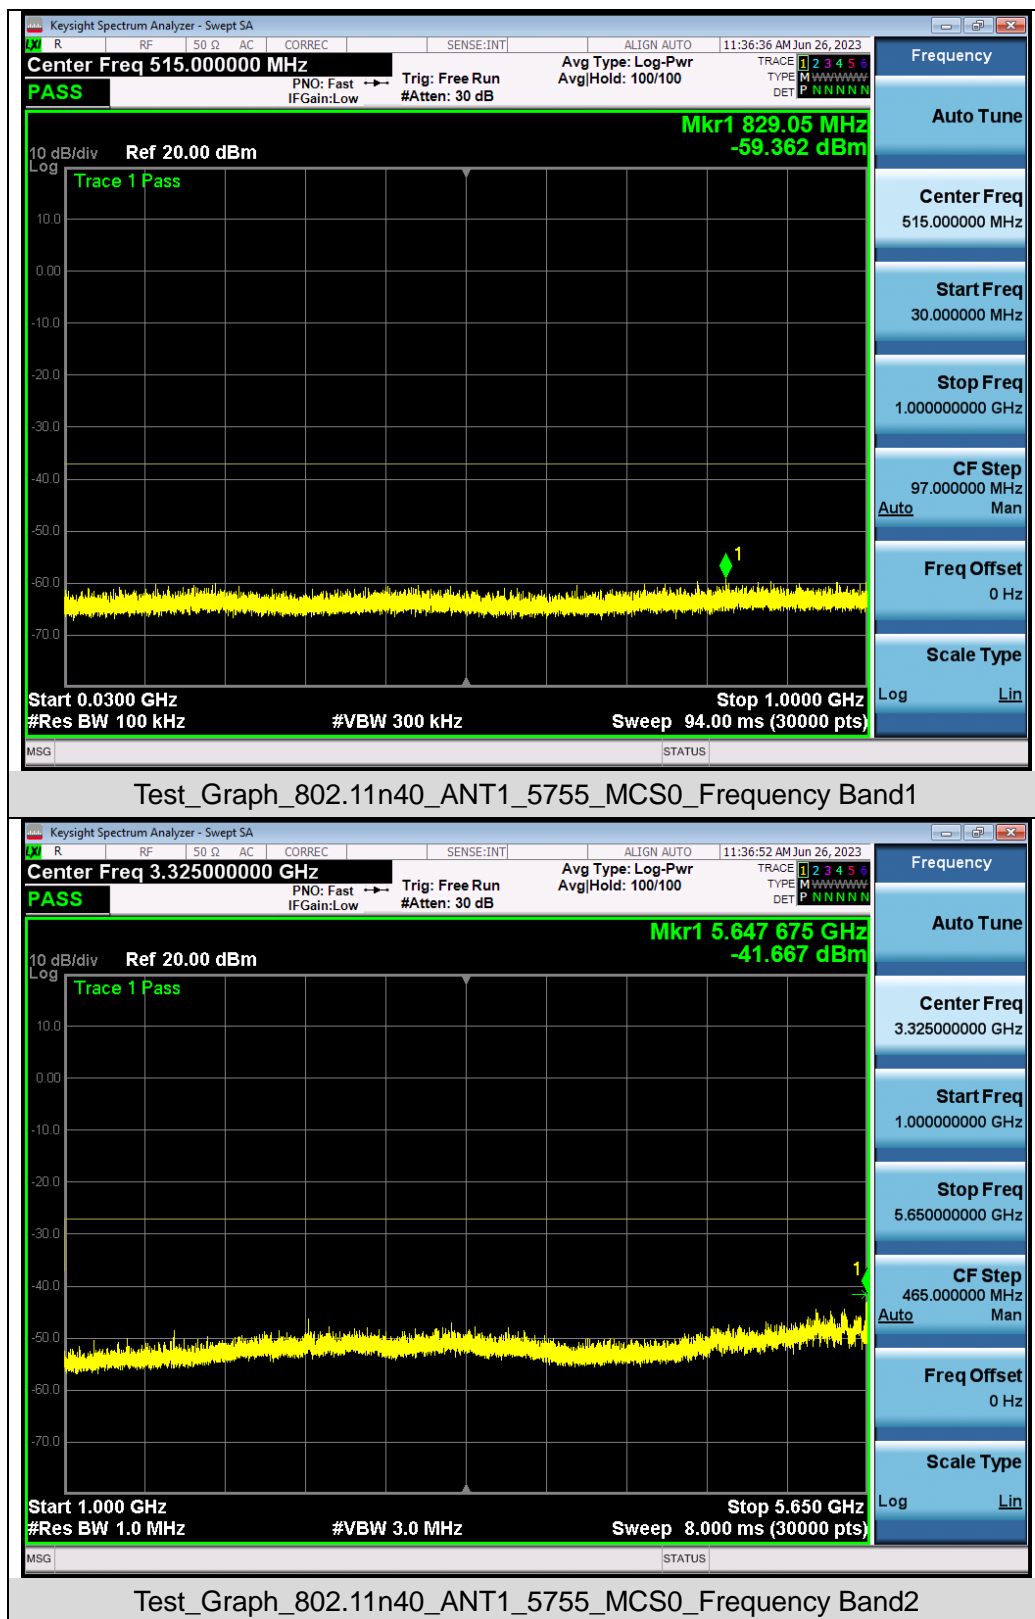 Keysight Spectrum Analyzer - Swept SA
LXI R RF 50 Ω AC CORREC SENSE:INT ALIGN AUTO 11:36:36 AM Jun 26, 2023
Center Freq 515.000000 MHz
PASS
PNO: Fast
IFGain:Low
Trig: Free Run
#Atten: 30 dB
Avg Type: Log-Pwr
Avg|Hold: 100/100
TRACE 1 2 3 4 5 6
TYPE M WWWWW
DET P N N N N N
Mkr1 829.05 MHz
-59.362 dBm
10 dB/div Ref 20.00 dBm
Log
Trace 1 Pass
10.0
0.00
-10.0
-20.0
-30.0
-40.0
-50.0
-60.0
-70.0
1
Start 0.0300 GHz Stop 1.0000 GHz
#Res BW 100 kHz #VBW 300 kHz Sweep 94.00 ms (30000 pts)
MSG STATUS
Frequency
Auto Tune
Center Freq
515.000000 MHz
Start Freq
30.000000 MHz
Stop Freq
1.000000000 GHz
CF Step
97.000000 MHz
Auto Man
Freq Offset
0 Hz
Scale Type
Log Lin
Test_Graph_802.11n40_ANT1_5755_MCS0_Frequency Band1
Keysight Spectrum Analyzer - Swept SA
LXI R RF 50 Ω AC CORREC SENSE:INT ALIGN AUTO 11:36:52 AM Jun 26, 2023
Center Freq 3.325000000 GHz
PASS
PNO: Fast
IFGain:Low
Trig: Free Run
#Atten: 30 dB
Avg Type: Log-Pwr
Avg|Hold: 100/100
TRACE 1 2 3 4 5 6
TYPE M WWWWW
DET P N N N N N
Mkr1 5.647 675 GHz
-41.667 dBm
10 dB/div Ref 20.00 dBm
Log
Trace 1 Pass
10.0
0.00
-10.0
-20.0
-30.0
-40.0
-50.0
-60.0
-70.0
1
Start 1.000 GHz Stop 5.650 GHz
#Res BW 1.0 MHz #VBW 3.0 MHz Sweep 8.000 ms (30000 pts)
MSG STATUS
Frequency
Auto Tune
Center Freq
3.325000000 GHz
Start Freq
1.000000000 GHz
Stop Freq
5.650000000 GHz
CF Step
465.000000 MHz
Auto Man
Freq Offset
0 Hz
Scale Type
Log Lin
Test_Graph_802.11n40_ANT1_5755_MCS0_Frequency Band2